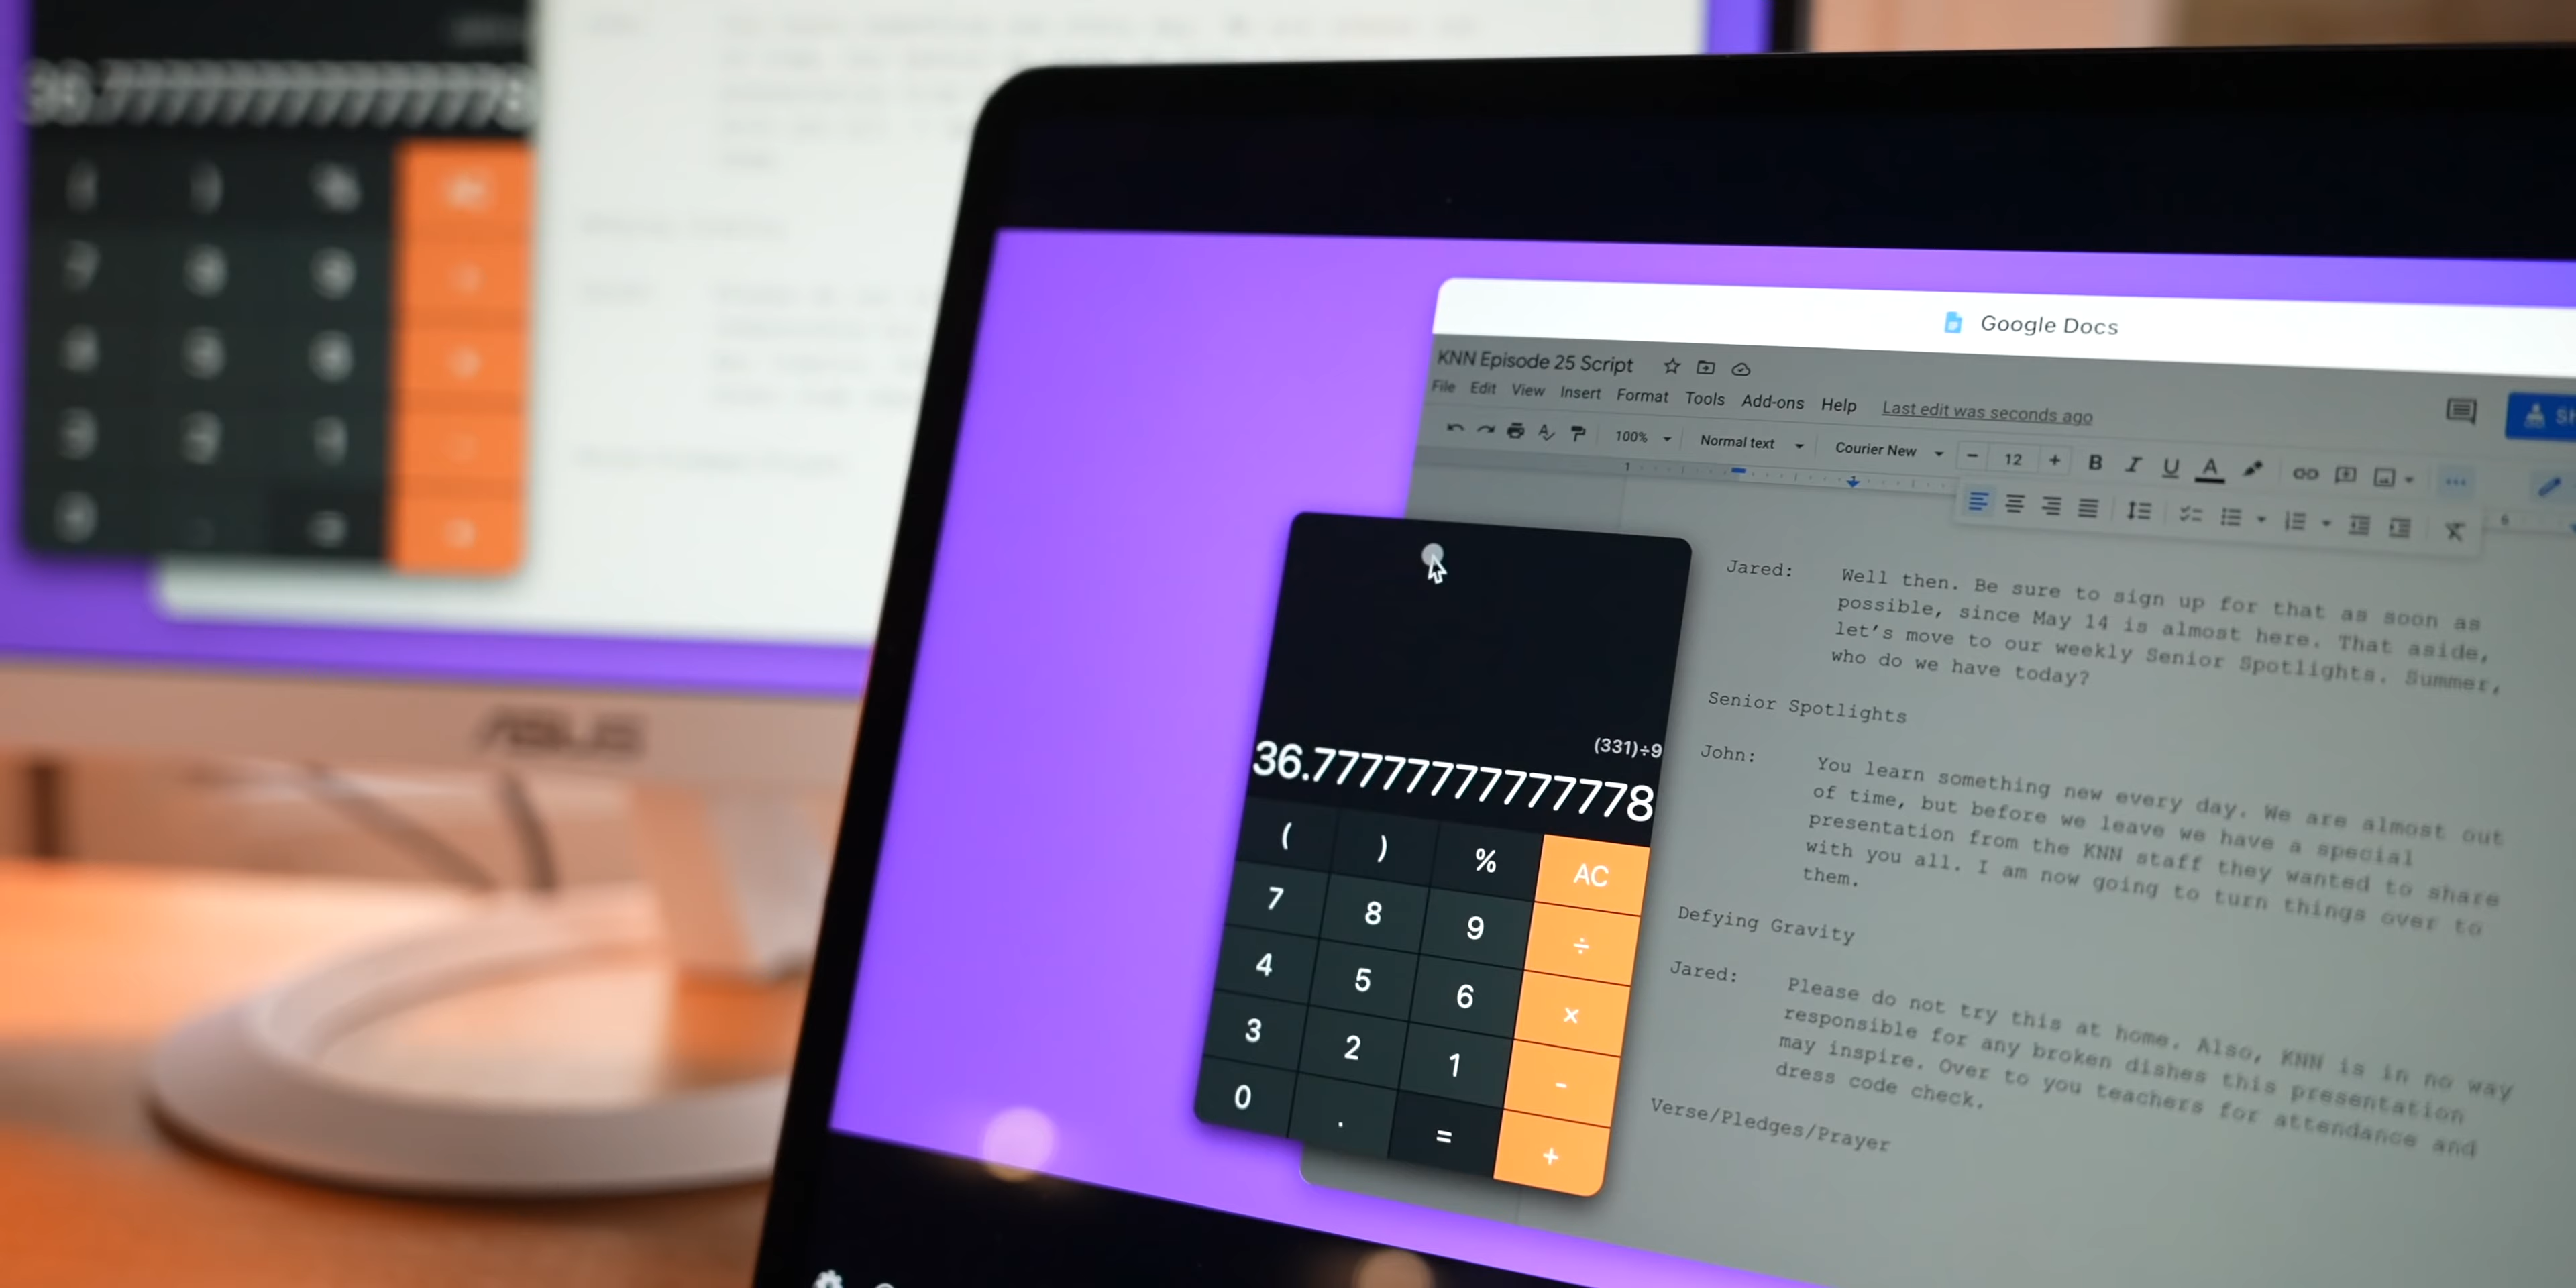 36.7777777777777778
ASUS
Google Docs
KNN Episode 25 Script
File Edit View Insert Format Tools Add-ons Help Last edit was seconds ago
100% Normal text Courier New − 12 + B I U A
1
6
Jared: Well then. Be sure to sign up for that as soon as
possible, since May 14 is almost here. That aside,
let's move to our weekly Senior Spotlights. Summer,
who do we have today?
Senior Spotlights
John: You learn something new every day. We are almost out
of time, but before we leave we have a special
presentation from the KNN staff they wanted to share
with you all. I am now going to turn things over to
them.
Defying Gravity
Jared: Please do not try this at home. Also, KNN is in no way
responsible for any broken dishes this presentation
may inspire. Over to you teachers for attendance and
dress code check.
Verse/Pledges/Prayer
(331)÷9
36.7777777777777778
( ) % AC
7 8 9 ÷
4 5 6 ×
3 2 1 -
0 . = +